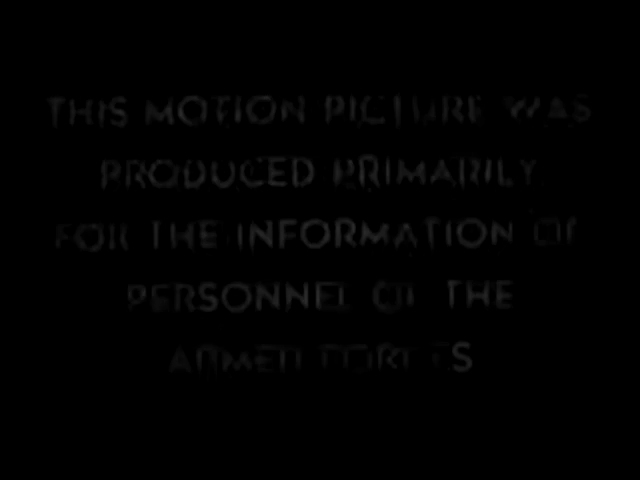 THIS MOTION PICTURE WAS
PRODUCED PRIMARILY
FOR THE INFORMATION OF
PERSONNEL OF THE
ARMED FORCES